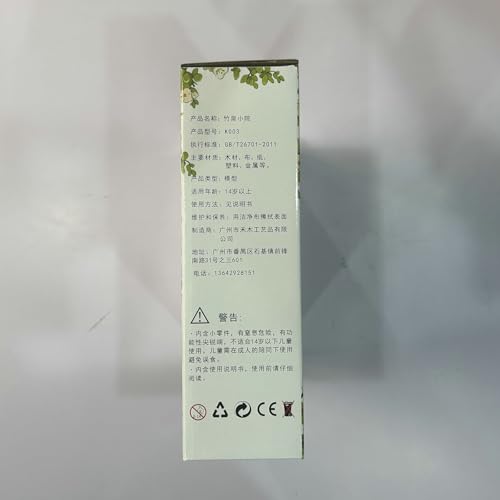 产品名称：竹泉小院
产品型号：K003
执行标准：GB/T26701-2011
主要材质：木材、布、纸、
塑料、金属等。
产品类型：模型
适用年龄：14岁以上
使用方法：见说明书
维护和保养：用洁净布擦拭表面
制造商：广州市禾木工艺品有限
公司
地址：广州市番禺区石基镇前锋
南路31号之三601
电话：13642928151
警告：
·内含小零件，有窒息危险，有功
能性尖锐端，不适合14岁以下儿童
使用，儿童需在成人的陪同下使用
避免误食。
·内含使用说明书，使用前请仔细
阅读。
CE